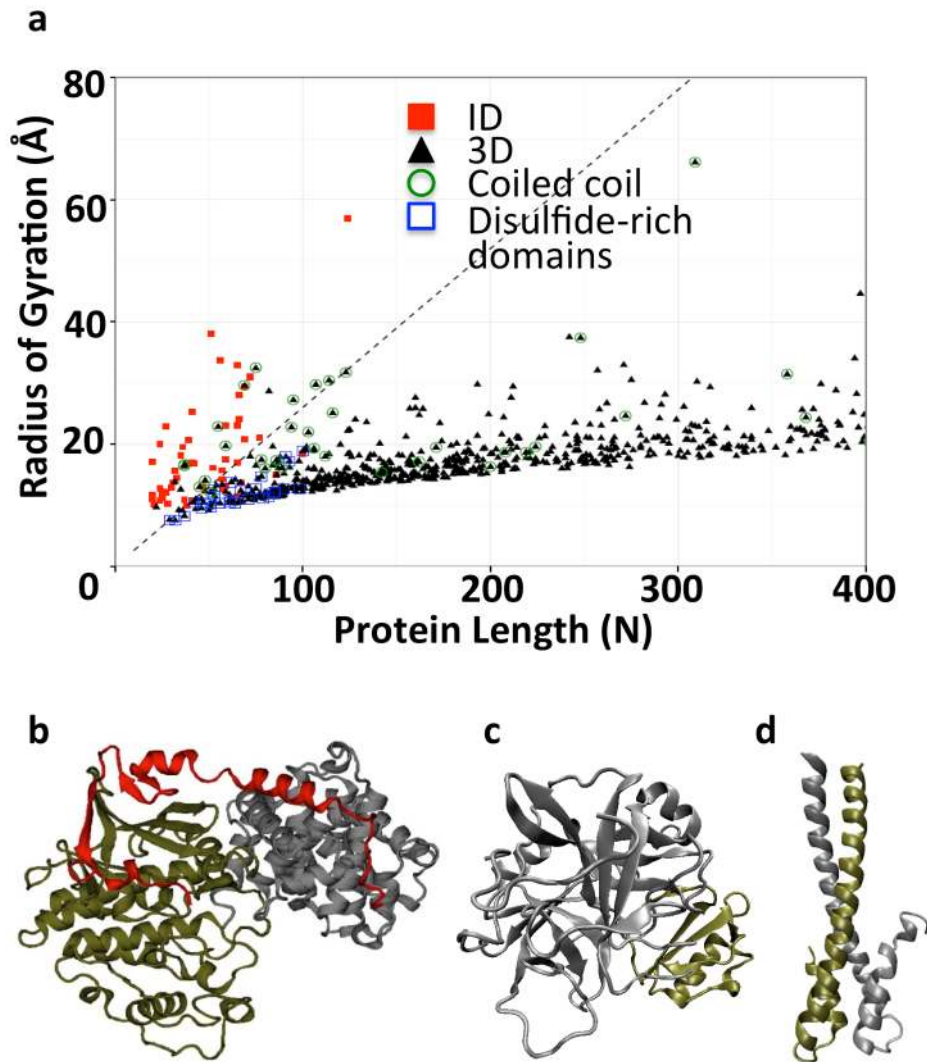 a
80
60
40
20
0
Radius of Gyration (Å)
ID
3D
Coiled coil
Disulfide-rich
domains
100
200
300
400
Protein Length (N)
b
c
d